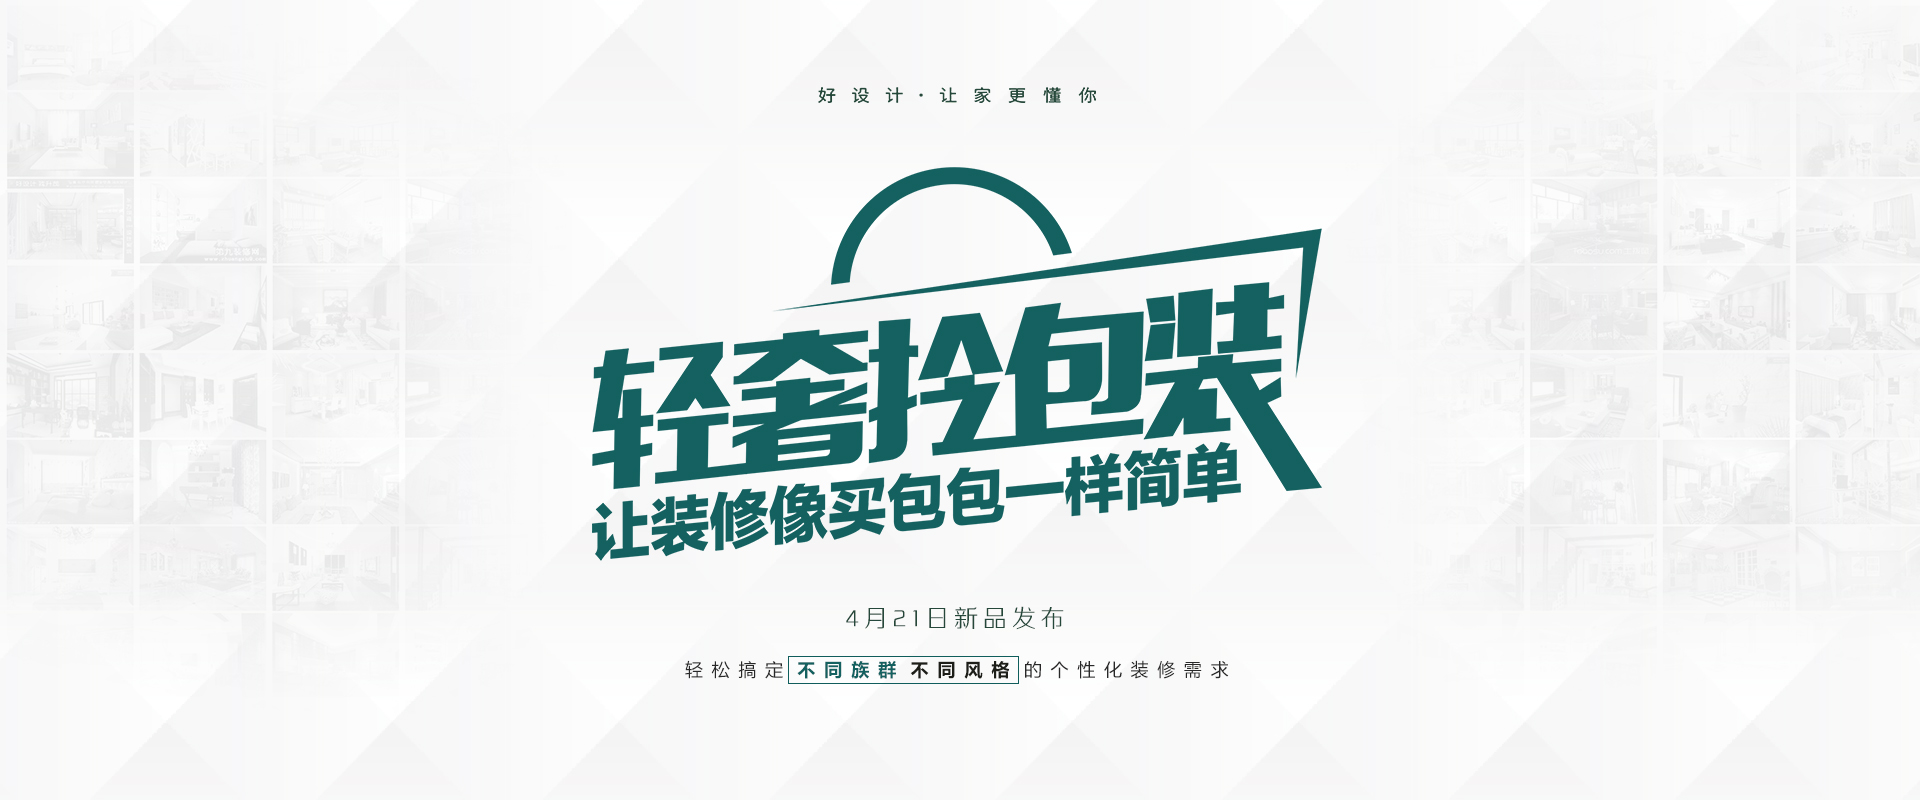 好设计·让家更懂你
轻奢拎包装
让装修像买包包一样简单
4月21日新品发布
轻松搞定 不同族群 不同风格 的个性化装修需求